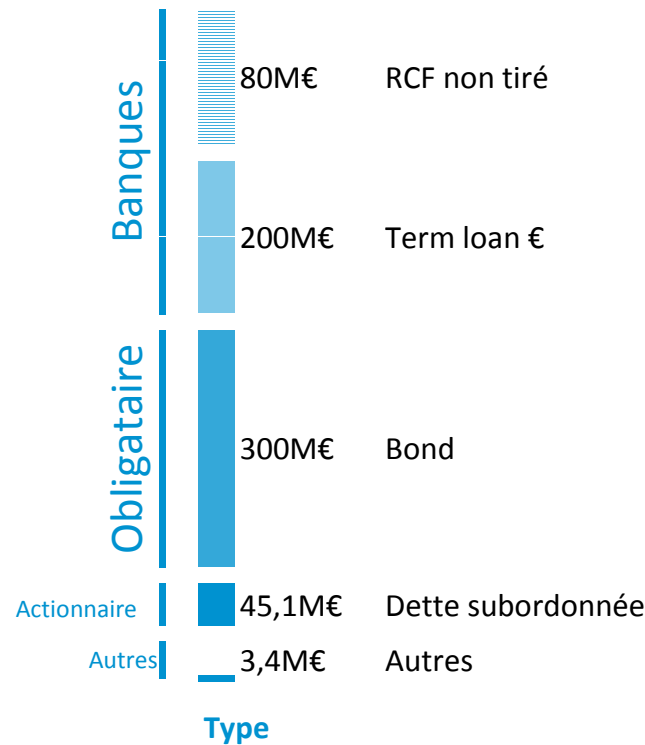 Banques
80M€ RCF non tiré
200M€ Term loan €
Obligataire
300M€ Bond
Actionnaire 45,1M€ Dette subordonnée
Autres 3,4M€ Autres
Type